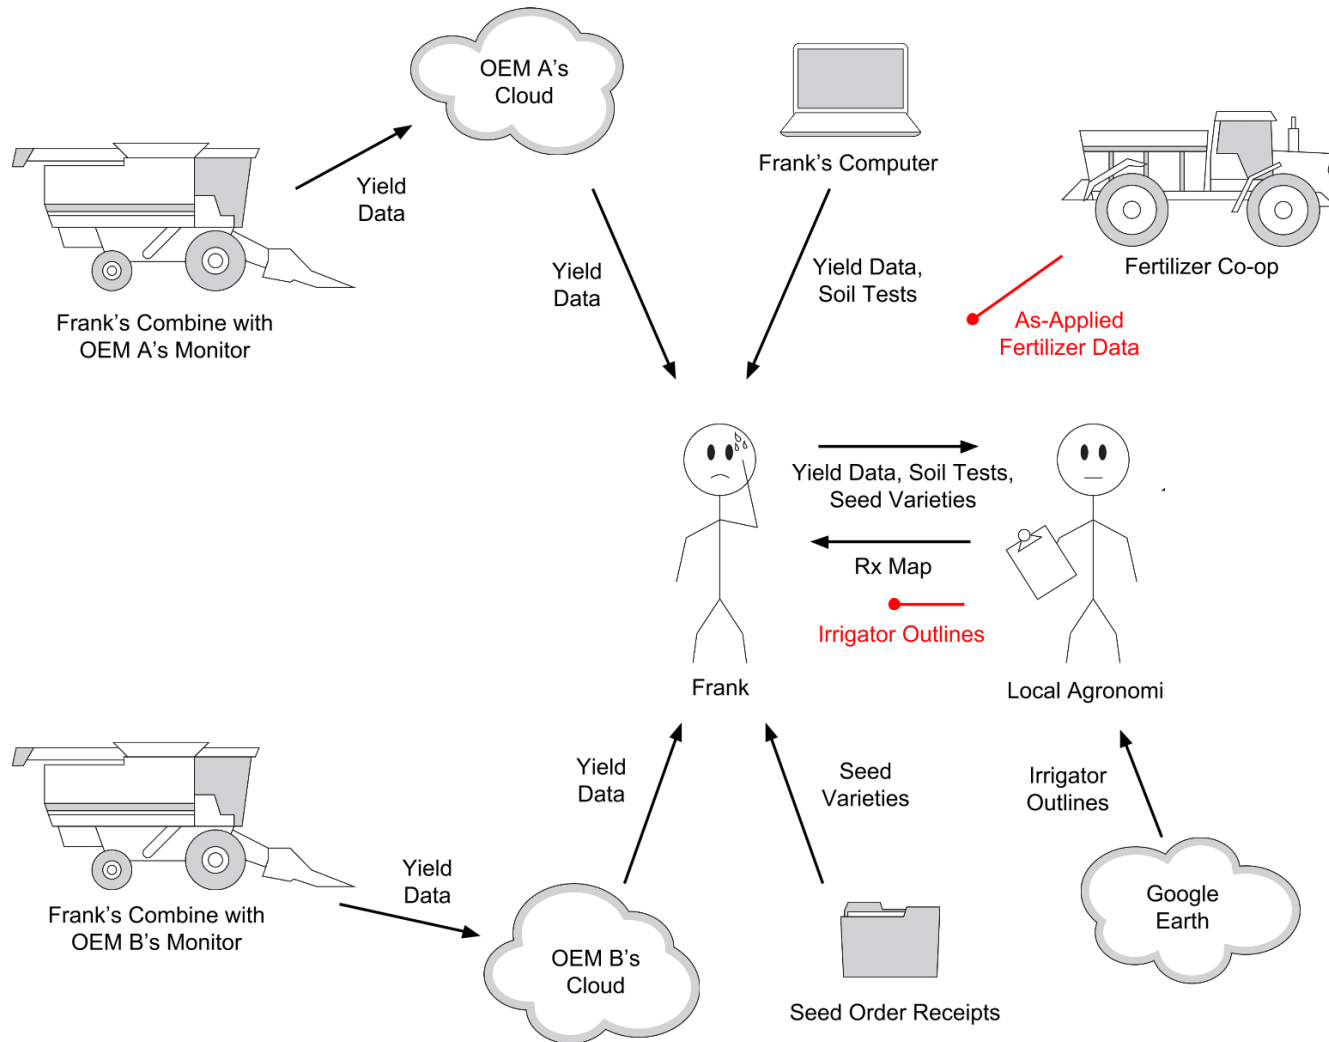 OEM A's
Cloud
Yield
Data
Frank's Computer
Fertilizer Co-op
Yield
Data
Yield Data,
Soil Tests
Frank's Combine with
OEM A's Monitor
As-Applied
Fertilizer Data
Yield Data, Soil Tests,
Seed Varieties
Rx Map
Irrigator Outlines
Frank
Local Agronomi
Yield
Data
Seed
Varieties
Irrigator
Outlines
Yield
Data
Frank's Combine with
OEM B's Monitor
OEM B's
Cloud
Google
Earth
Seed Order Receipts